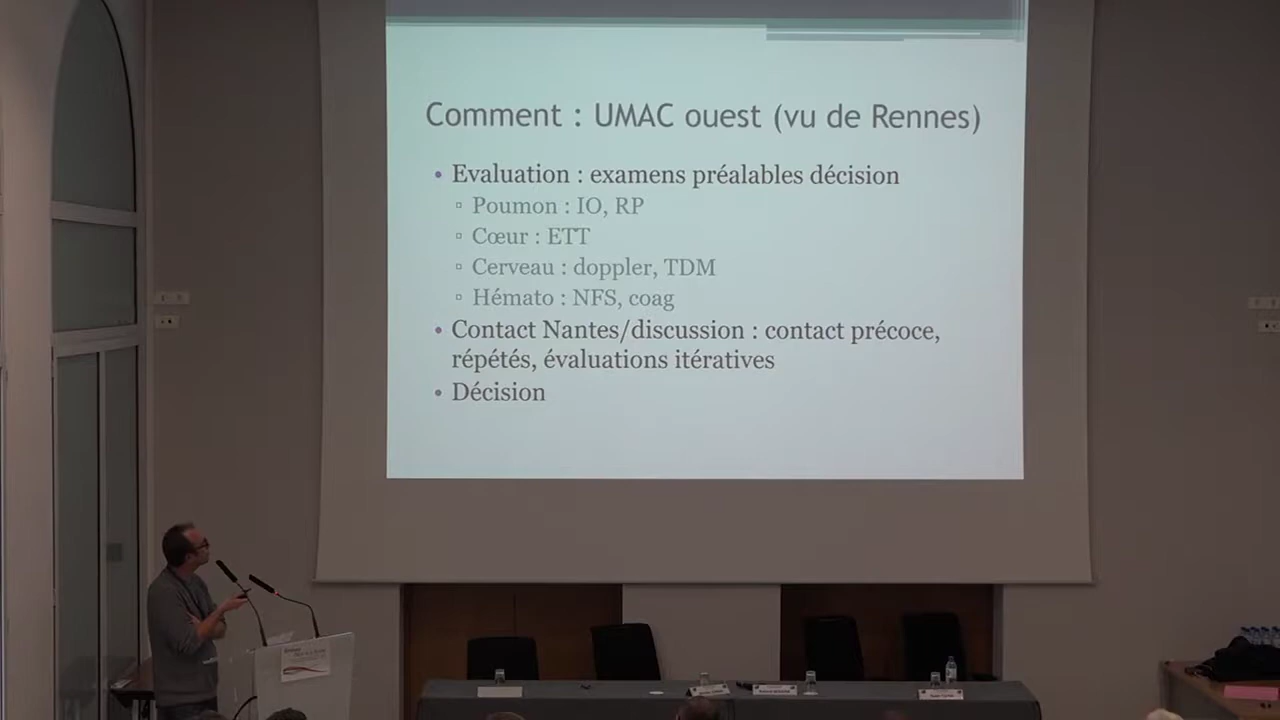 Comment : UMAC ouest (vu de Rennes)
• Evaluation : examens préalables décision
▫ Poumon : IO, RP
▫ Cœur : ETT
▫ Cerveau : doppler, TDM
▫ Hémato : NFS, coag
• Contact Nantes/discussion : contact précoce,
répétés, évaluations itératives
• Décision